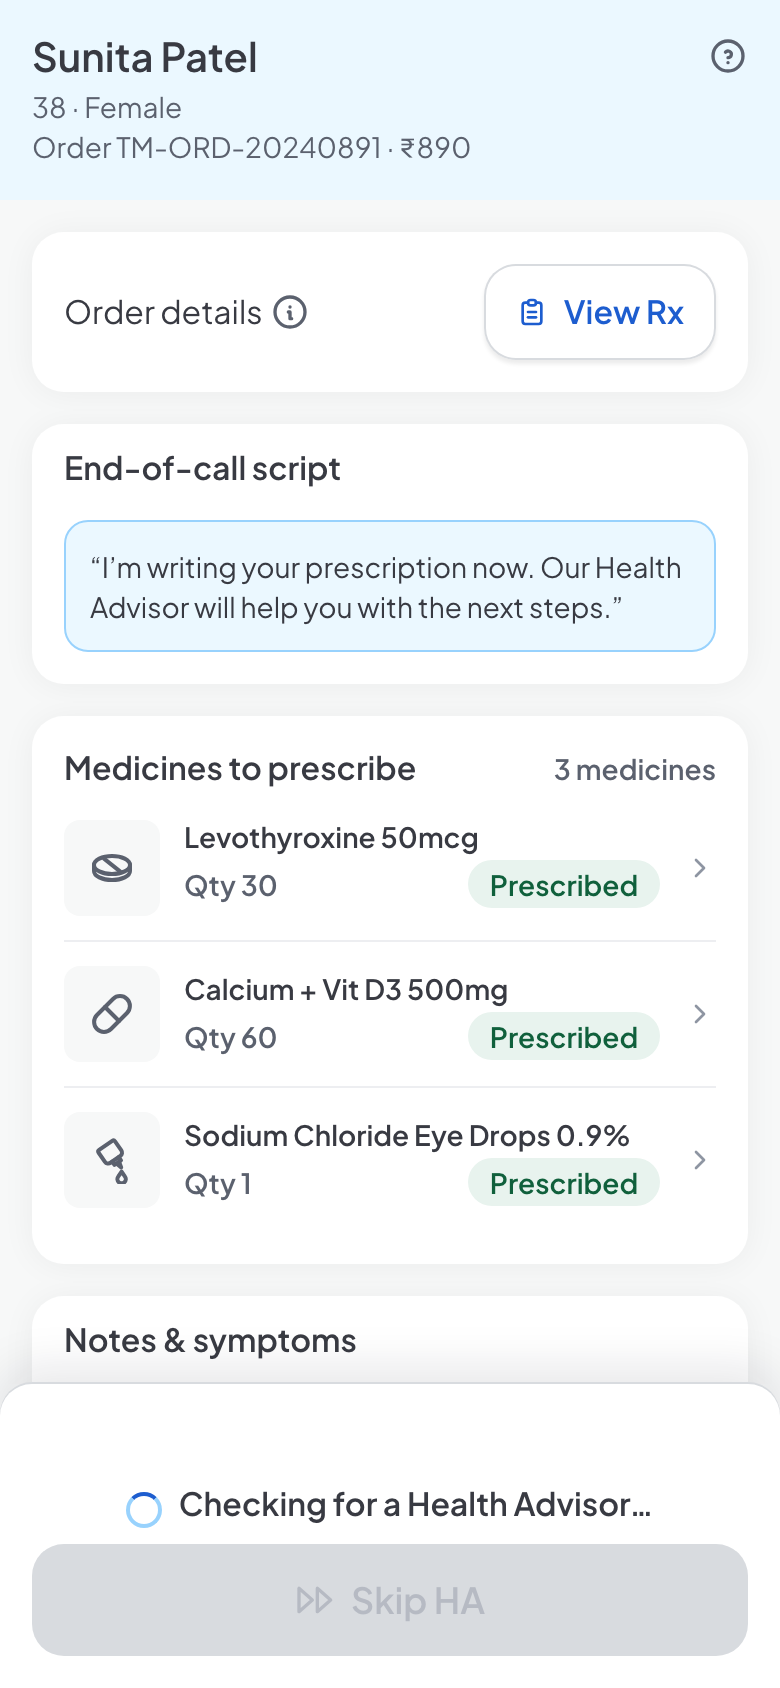 Sunita Patel
38 · Female
Order TM-ORD-20240891 · ₹890
Order details
View Rx
End-of-call script
“I’m writing your prescription now. Our Health
Advisor will help you with the next steps.”
Medicines to prescribe
3 medicines
Levothyroxine 50mcg
Qty 30
Prescribed
Calcium + Vit D3 500mg
Qty 60
Prescribed
Sodium Chloride Eye Drops 0.9%
Qty 1
Prescribed
Notes & symptoms
Checking for a Health Advisor...
Skip HA